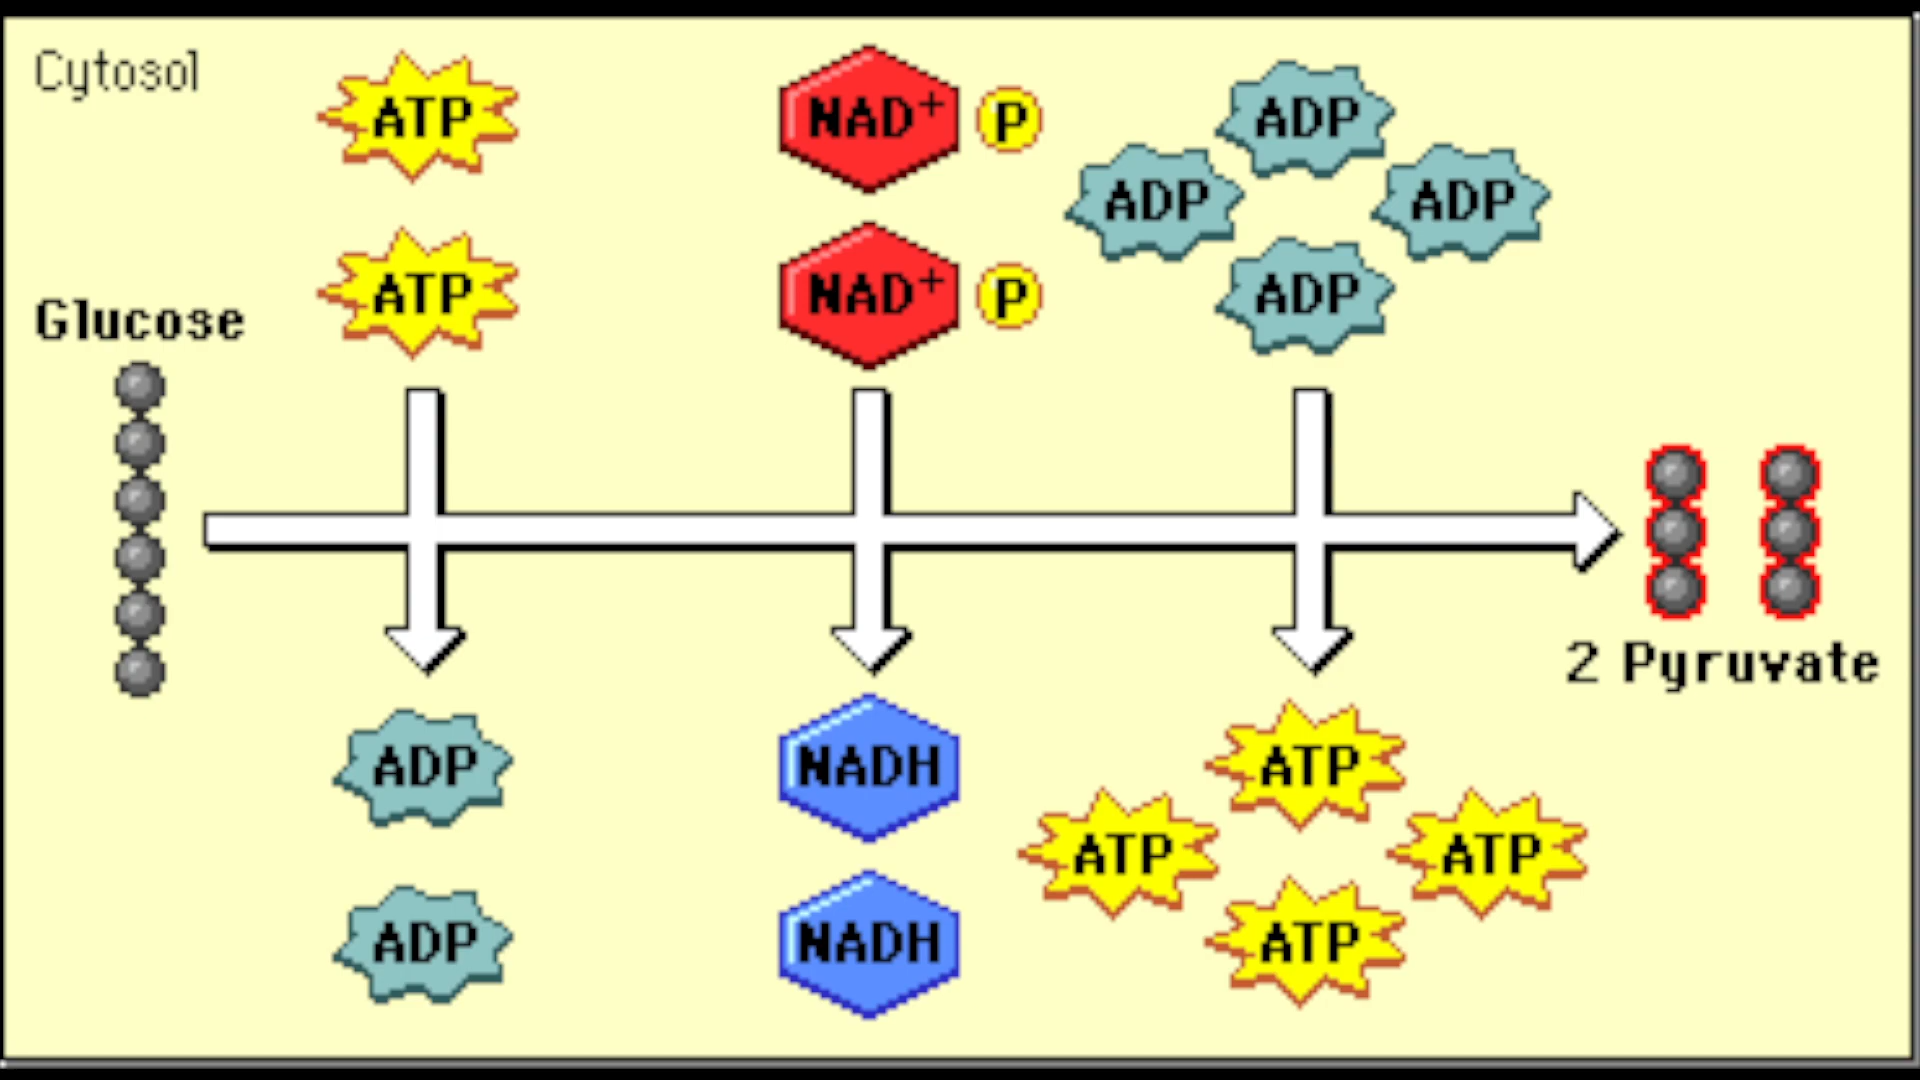 Cytosol
ATP
NAD+ P
ADP
ADP
ADP
ATP
NAD+ P
ADP
Glucose
2 Pyruvate
ADP
NADH
ATP
ATP
ATP
ADP
NADH
ATP